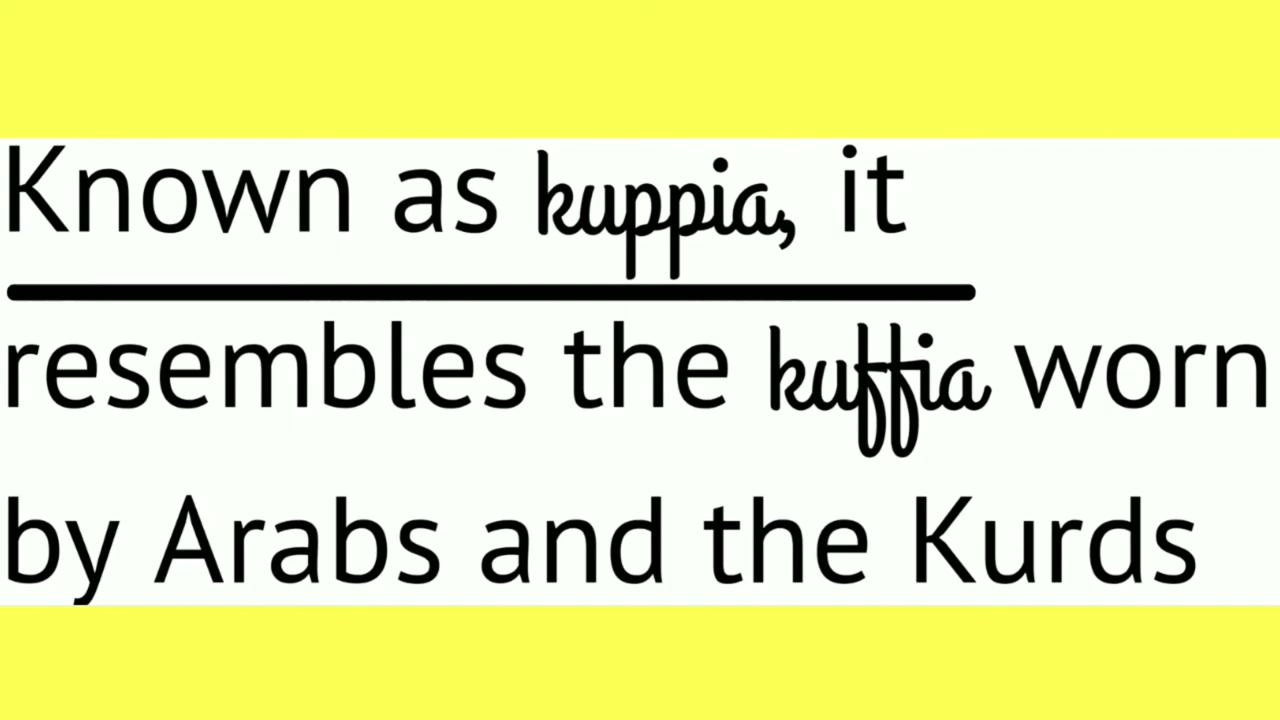 Known as kuppia, it
resembles the kuffia worn
by Arabs and the Kurds